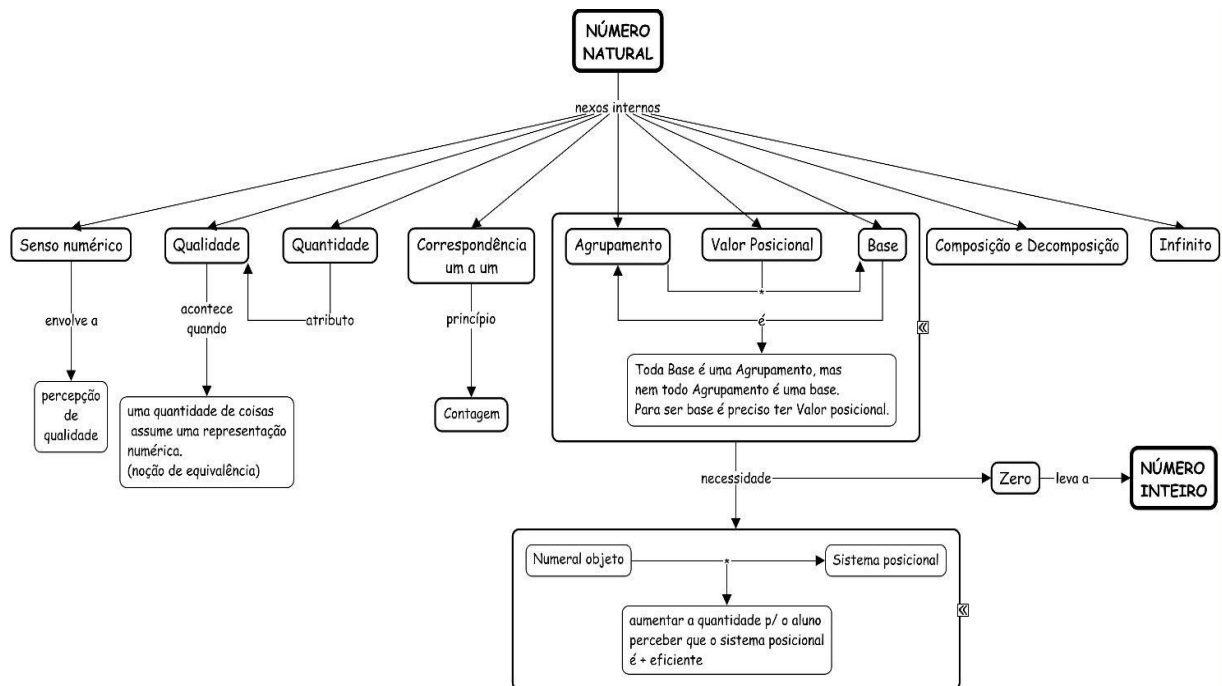 NÚMERO
NATURAL
nexos internos
Senso numérico
Qualidade
Quantidade
Correspondência
um a um
Agrupamento
Valor Posicional
Base
Composição e Decomposição
Infinito
envolve a
acontece
quando
atributo
princípio
*
é
percepção
de
qualidade
uma quantidade de coisas
assume uma representação
numérica.
(noção de equivalência)
Contagem
Toda Base é uma Agrupamento, mas
nem todo Agrupamento é uma base.
Para ser base é preciso ter Valor posicional.
necessidade
Zero
leva a
NÚMERO
INTEIRO
Numeral objeto
*
Sistema posicional
aumentar a quantidade p/ o aluno
perceber que o sistema posicional
é + eficiente